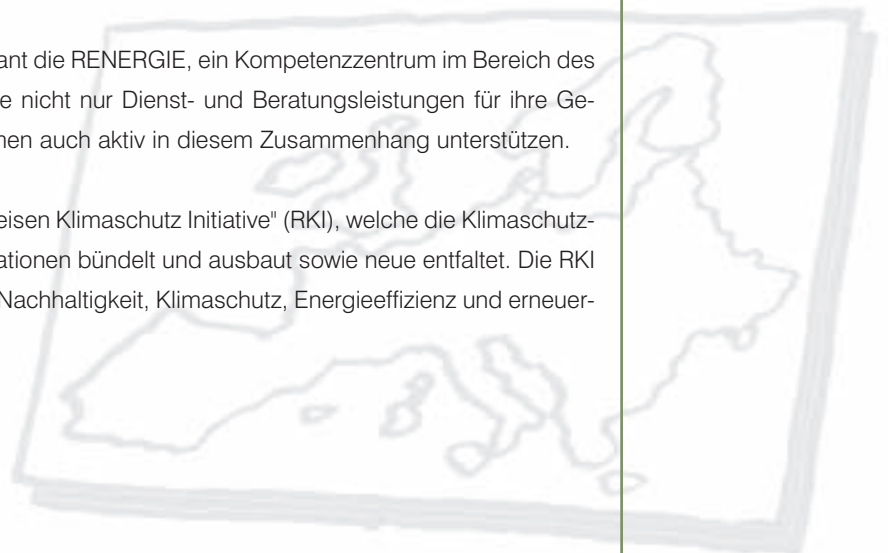 ant die RENERGIE, ein Kompetenzzentrum im Bereich des
e nicht nur Dienst- und Beratungsleistungen für ihre Ge-
nen auch aktiv in diesem Zusammenhang unterstützen.
eisen Klimaschutz Initiative" (RKI), welche die Klimaschutz-
ationen bündelt und ausbaut sowie neue entfaltet. Die RKI
Nachhaltigkeit, Klimaschutz, Energieeffizienz und erneuer-